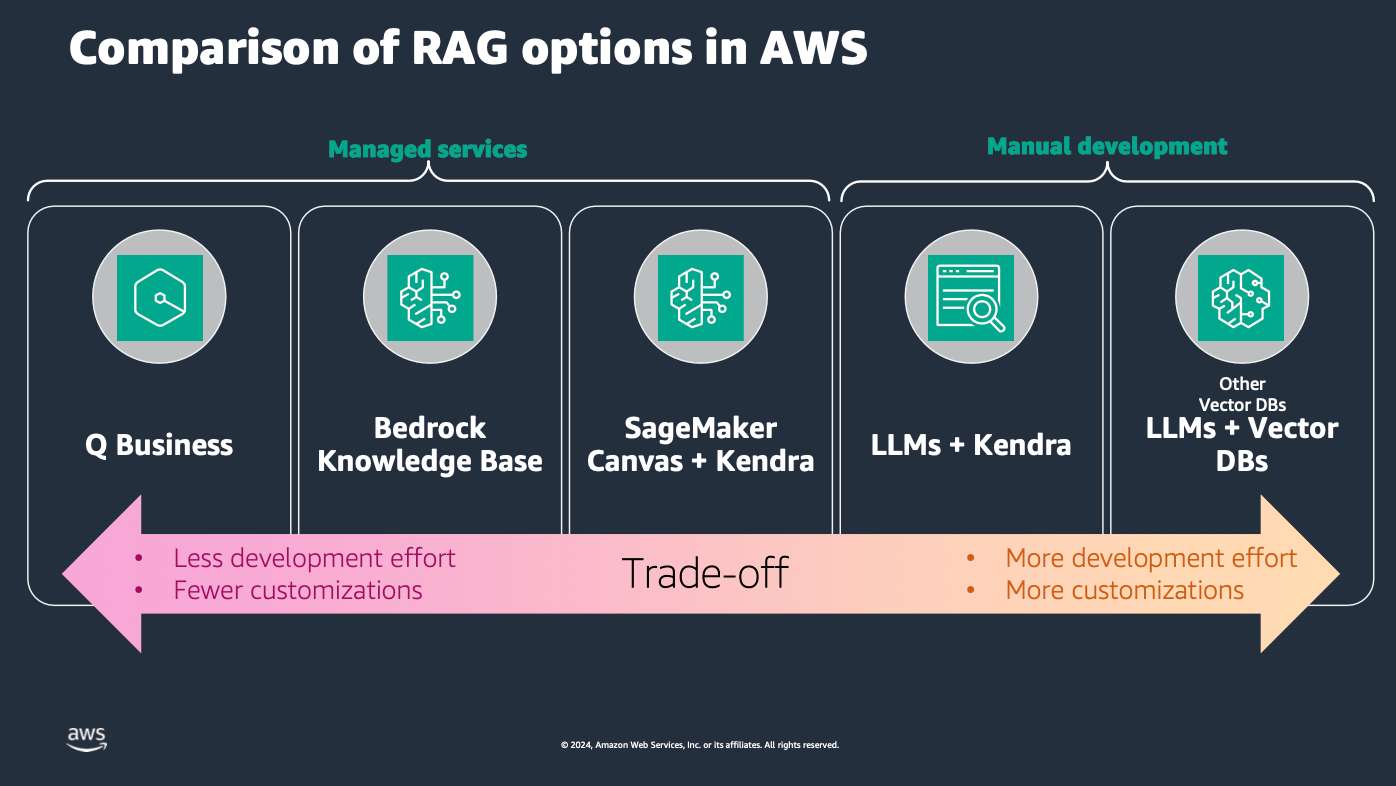 Comparison of RAG options in AWS
Managed services
Manual development
Q Business
Bedrock
Knowledge Base
SageMaker
Canvas + Kendra
LLMs + Kendra
Other
Vector DBs
LLMs + Vector
DBs
• Less development effort
• Fewer customizations
Trade-off
• More development effort
• More customizations
aws
© 2024, Amazon Web Services, Inc. or its affiliates. All rights reserved.